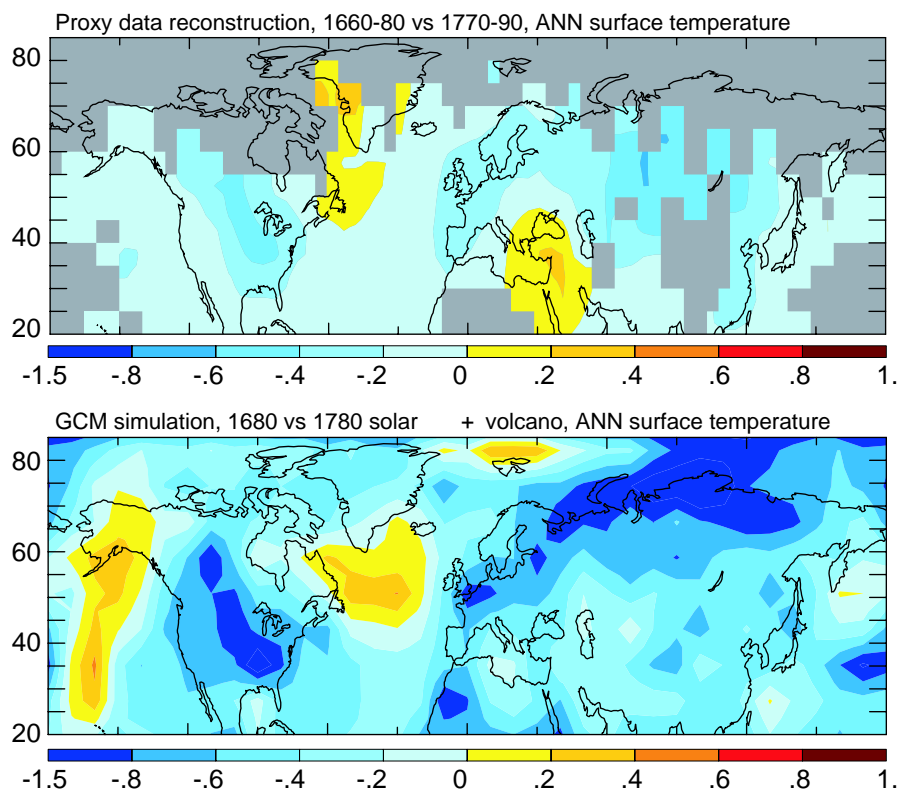 Proxy data reconstruction, 1660-80 vs 1770-90, ANN surface temperature
80
60
40
20
-1.5 -.8 -.6 -.4 -.2 0 .2 .4 .6 .8 1.
GCM simulation, 1680 vs 1780 solar + volcano, ANN surface temperature
80
60
40
20
-1.5 -.8 -.6 -.4 -.2 0 .2 .4 .6 .8 1.